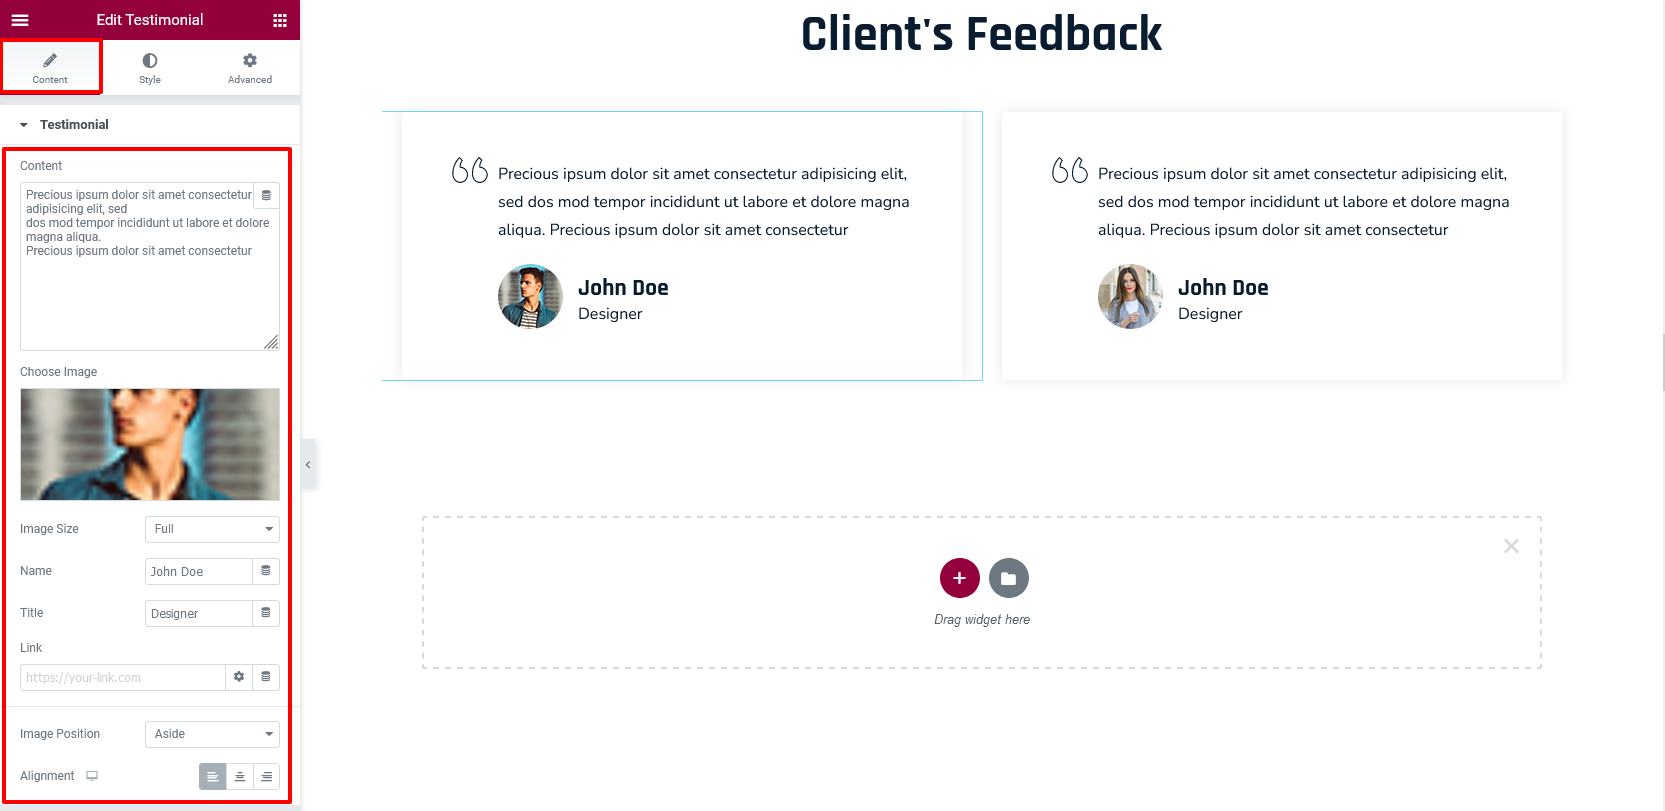 Edit Testimonial
Content
Style
Advanced
Testimonial
Content
Precious ipsum dolor sit amet consectetur
adipisicing elit, sed
dos mod tempor incididunt ut labore et dolore
magna aliqua.
Precious ipsum dolor sit amet consectetur
Choose Image
Image Size
Full
Name
John Doe
Title
Designer
Link
https://your-link.com
Image Position
Aside
Alignment
Client's Feedback
Precious ipsum dolor sit amet consectetur adipisicing elit,
sed dos mod tempor incididunt ut labore et dolore magna
aliqua. Precious ipsum dolor sit amet consectetur
John Doe
Designer
Precious ipsum dolor sit amet consectetur adipisicing elit,
sed dos mod tempor incididunt ut labore et dolore magna
aliqua. Precious ipsum dolor sit amet consectetur
John Doe
Designer
Drag widget here